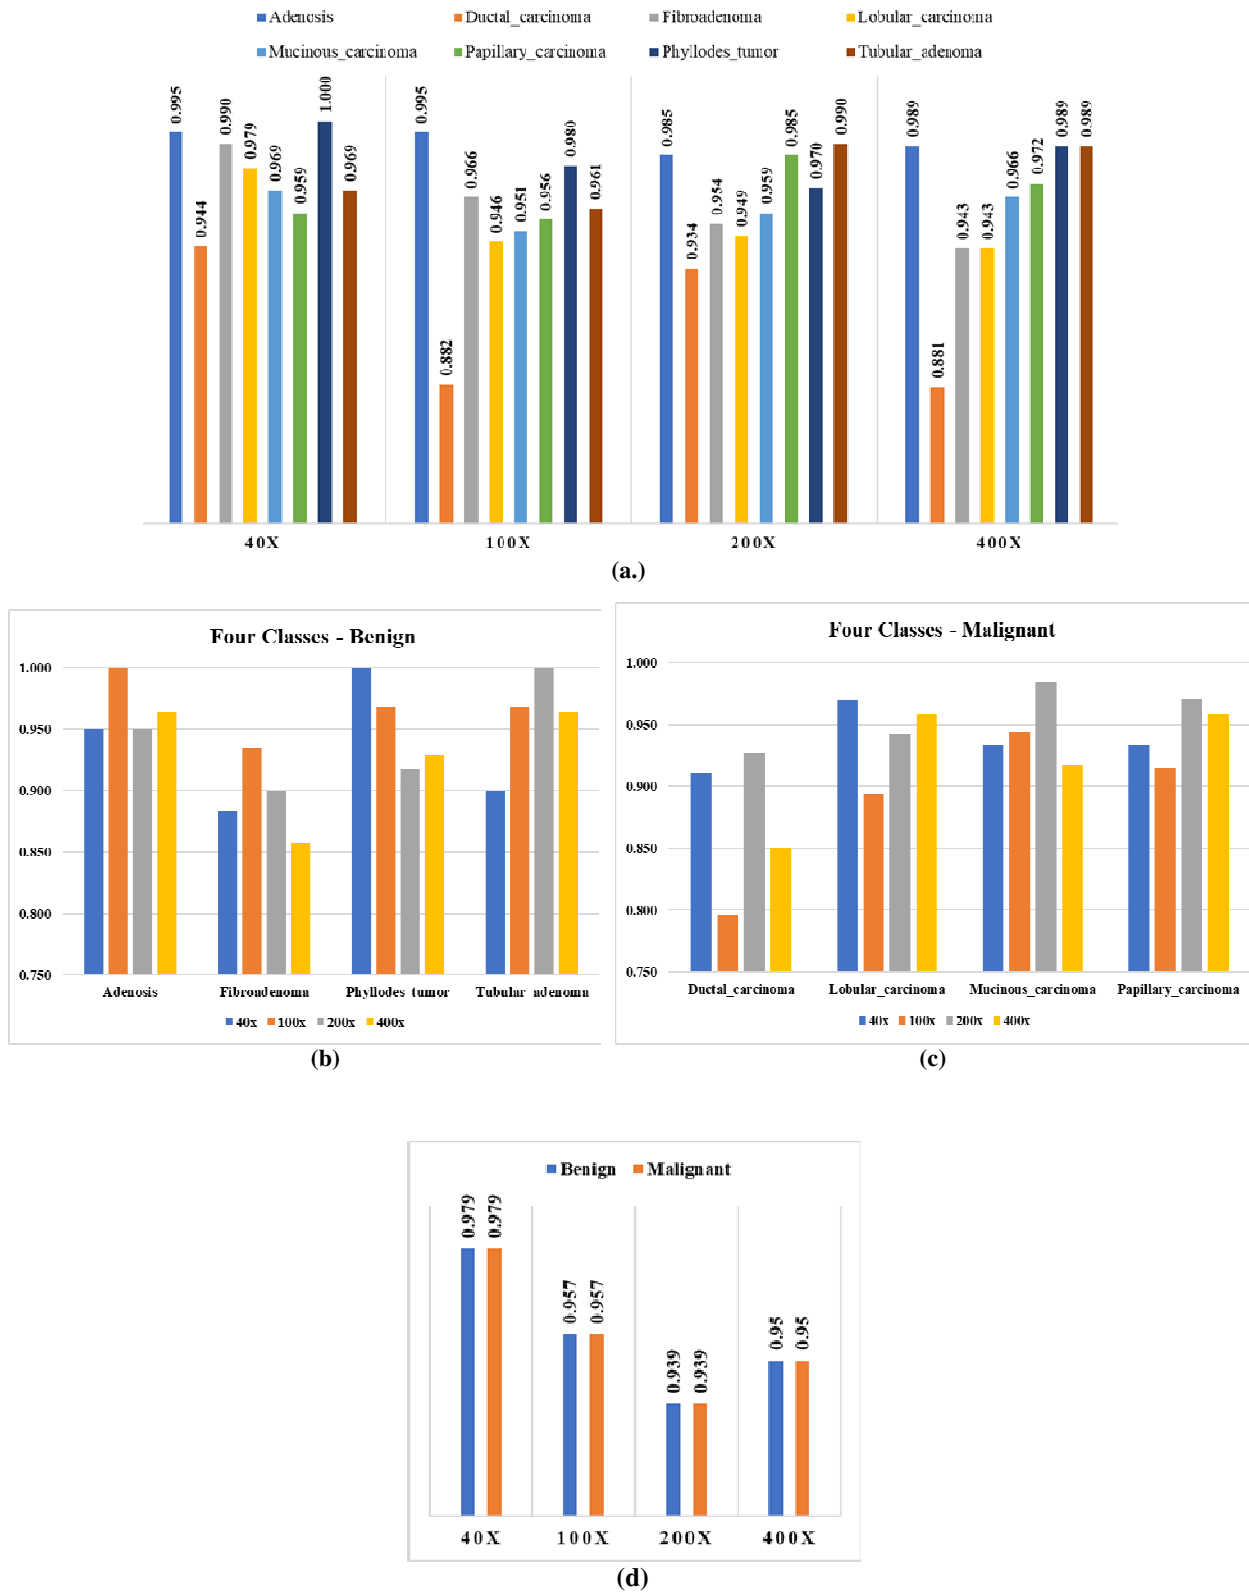 Adenosis Ductal_carcinoma Fibroadenoma Lobular_carcinoma
Mucinous_carcinoma Papillary_carcinoma Phyllodes_tumor Tubular_adenoma
0.995 0.944 0.990 0.979 0.969 0.959 1.000 0.969 0.995 0.882 0.966 0.946 0.951 0.956 0.980 0.961 0.985 0.934 0.954 0.949 0.959 0.985 0.970 0.990 0.989 0.881 0.943 0.943 0.966 0.972 0.989 0.989
40X 100X 200X 400X
(a.)
Four Classes - Benign
1.000
0.950
0.900
0.850
0.800
0.750
Adenosis Fibroadenoma Phyllodes tumor Tubular adenoma
40x 100x 200x 400x
(b)
Four Classes - Malignant
1.000
0.950
0.900
0.850
0.800
0.750
Ductal_carcinoma Lobular_carcinoma Mucinous_carcinoma Papillary_carcinoma
40x 100x 200x 400x
(c)
Benign Malignant
0.979 0.979 0.957 0.957 0.939 0.939 0.95 0.95
40X 100X 200X 400X
(d)